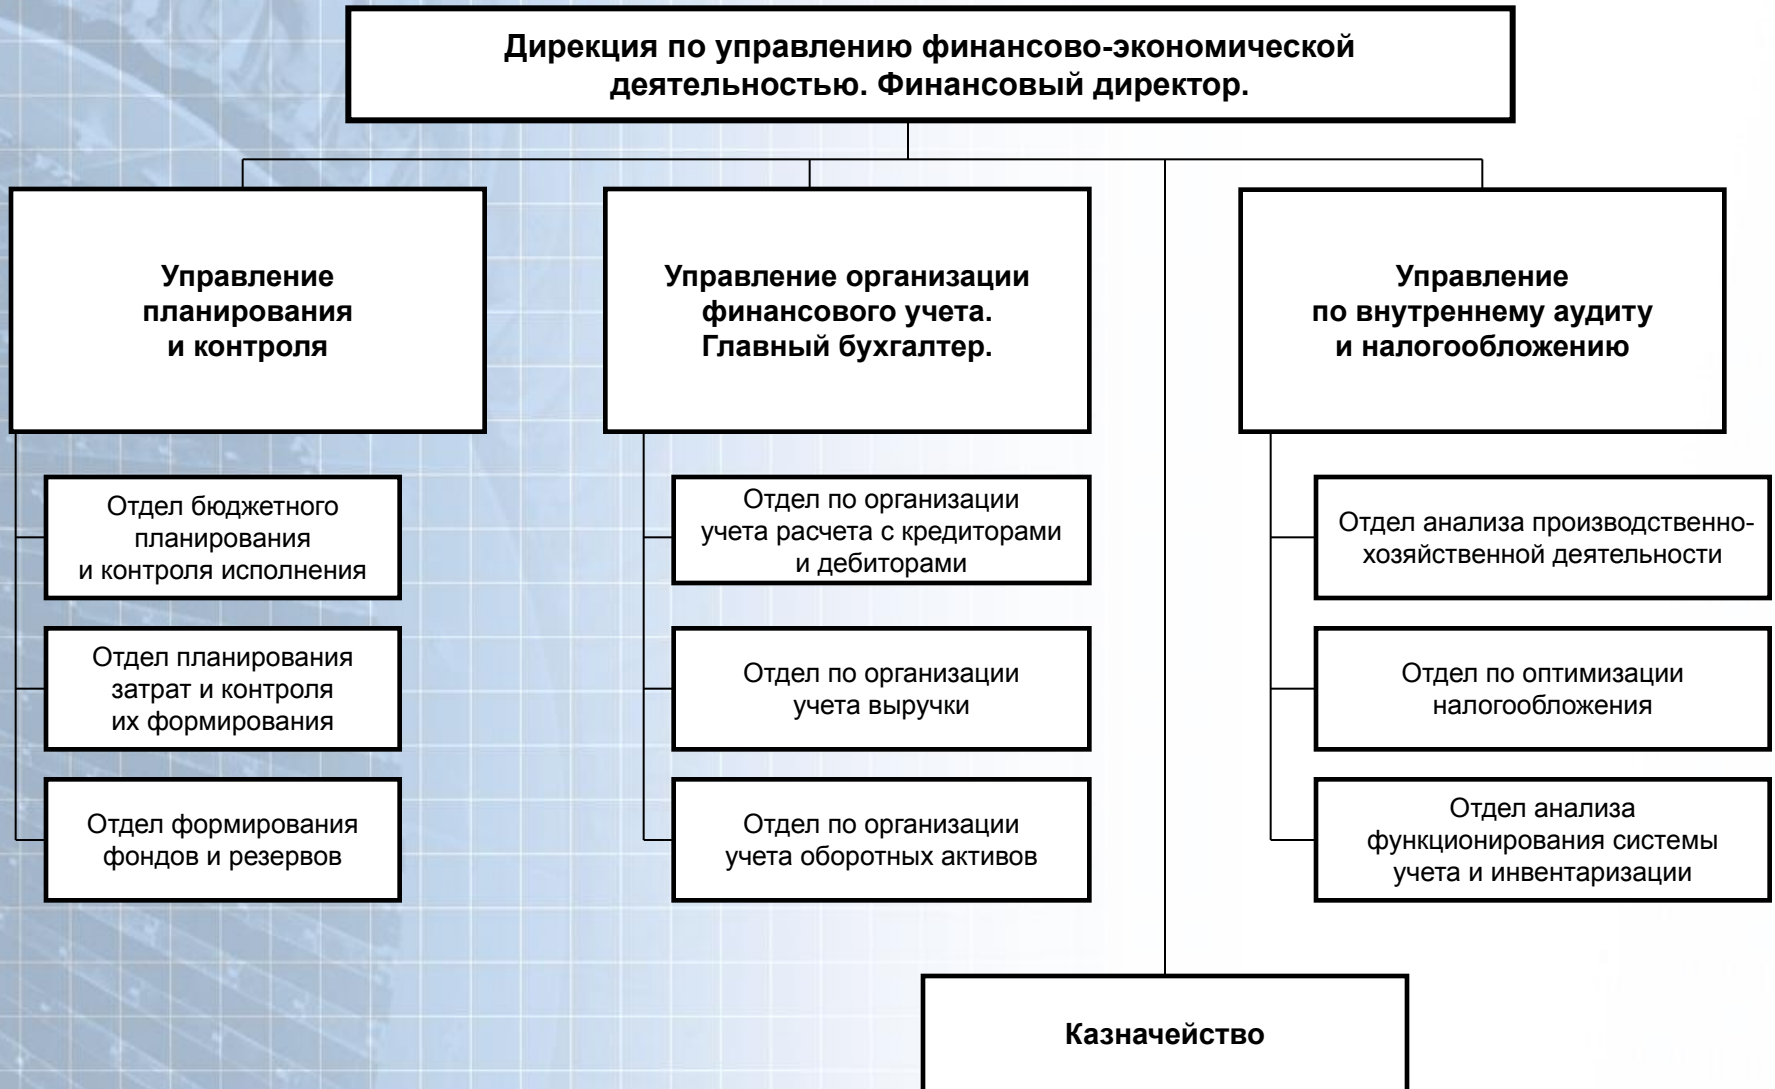 Дирекция по управлению финансово-экономической
деятельностью. Финансовый директор.
Управление
планирования
и контроля
Управление организации
финансового учета.
Главный бухгалтер.
Управление
по внутреннему аудиту
и налогообложению
Отдел бюджетного
планирования
и контроля исполнения
Отдел планирования
затрат и контроля
их формирования
Отдел формирования
фондов и резервов
Отдел по организации
учета расчета с кредиторами
и дебиторами
Отдел по организации
учета выручки
Отдел по организации
учета оборотных активов
Отдел анализа производственно-
хозяйственной деятельности
Отдел по оптимизации
налогообложения
Отдел анализа
функционирования системы
учета и инвентаризации
Казначейство